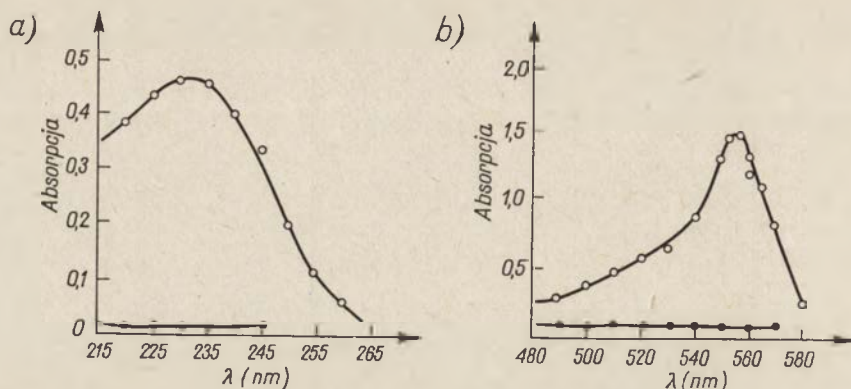 a)
Absorpcja
0,5
0,4
0,3
0,2
0,1
0
215 225 235 245 255 265
λ (nm)
b)
Absorpcja
2,0
1,5
1,0
0,5
480 500 520 540 560 580
λ (nm)